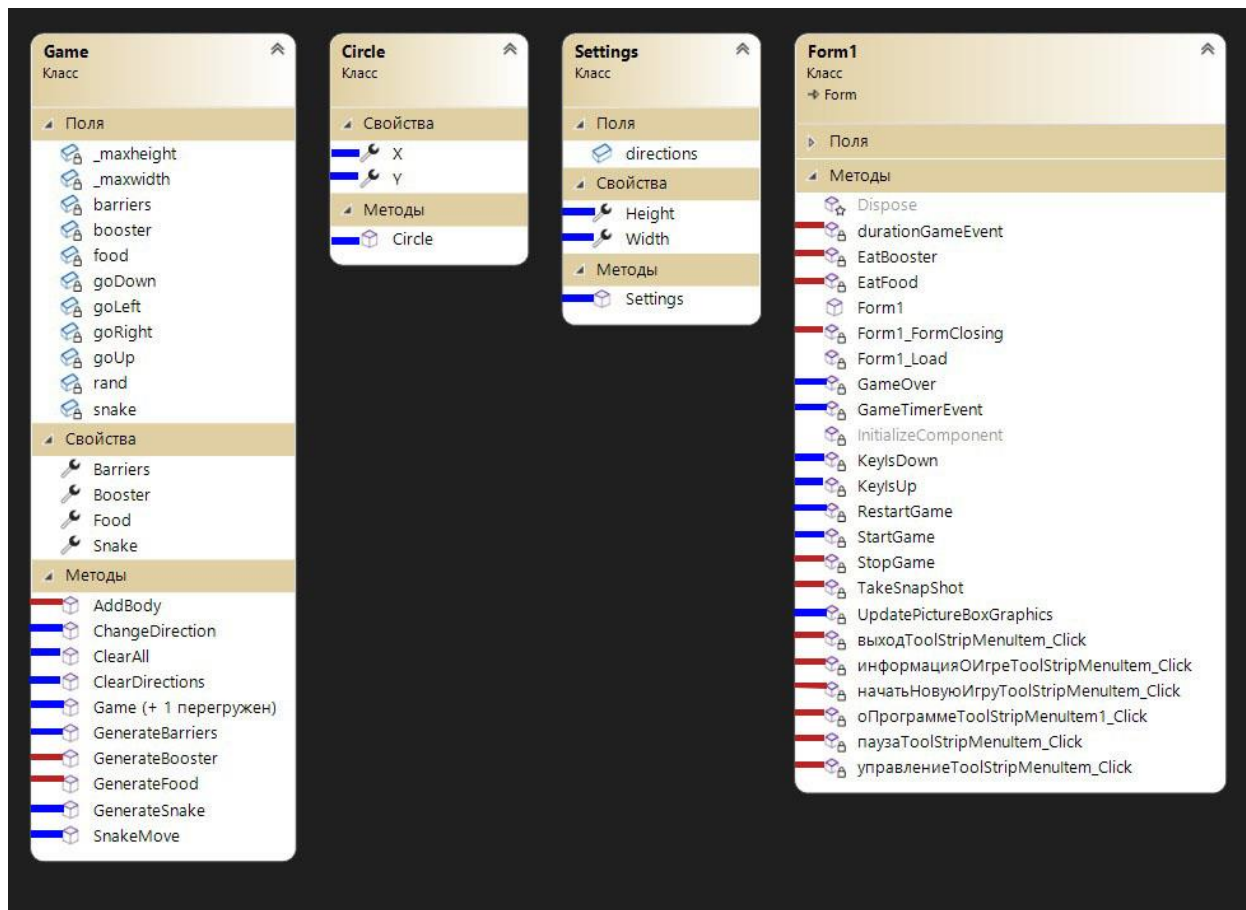 Game
Класс
Поля
_maxheight
_maxwidth
barriers
booster
food
goDown
goLeft
goRight
goUp
rand
snake
Свойства
Barriers
Booster
Food
Snake
Методы
AddBody
ChangeDirection
ClearAll
ClearDirections
Game (+ 1 перегружен)
GenerateBarriers
GenerateBooster
GenerateFood
GenerateSnake
SnakeMove
Circle
Класс
Свойства
X
Y
Методы
Circle
Settings
Класс
Поля
directions
Свойства
Height
Width
Методы
Settings
Form1
Класс
Form
Поля
Методы
Dispose
durationGameEvent
EatBooster
EatFood
Form1
Form1_FormClosing
Form1_Load
GameOver
GameTimerEvent
InitializeComponent
KeyIsDown
KeyIsUp
RestartGame
StartGame
StopGame
TakeSnapShot
UpdatePictureBoxGraphics
выходToolStripMenuItem_Click
информацияОИгреToolStripMenuItem_Click
начатьНовуюИгруToolStripMenuItem_Click
оПрограммеToolStripMenuItem1_Click
паузаToolStripMenuItem_Click
управлениеToolStripMenuItem_Click